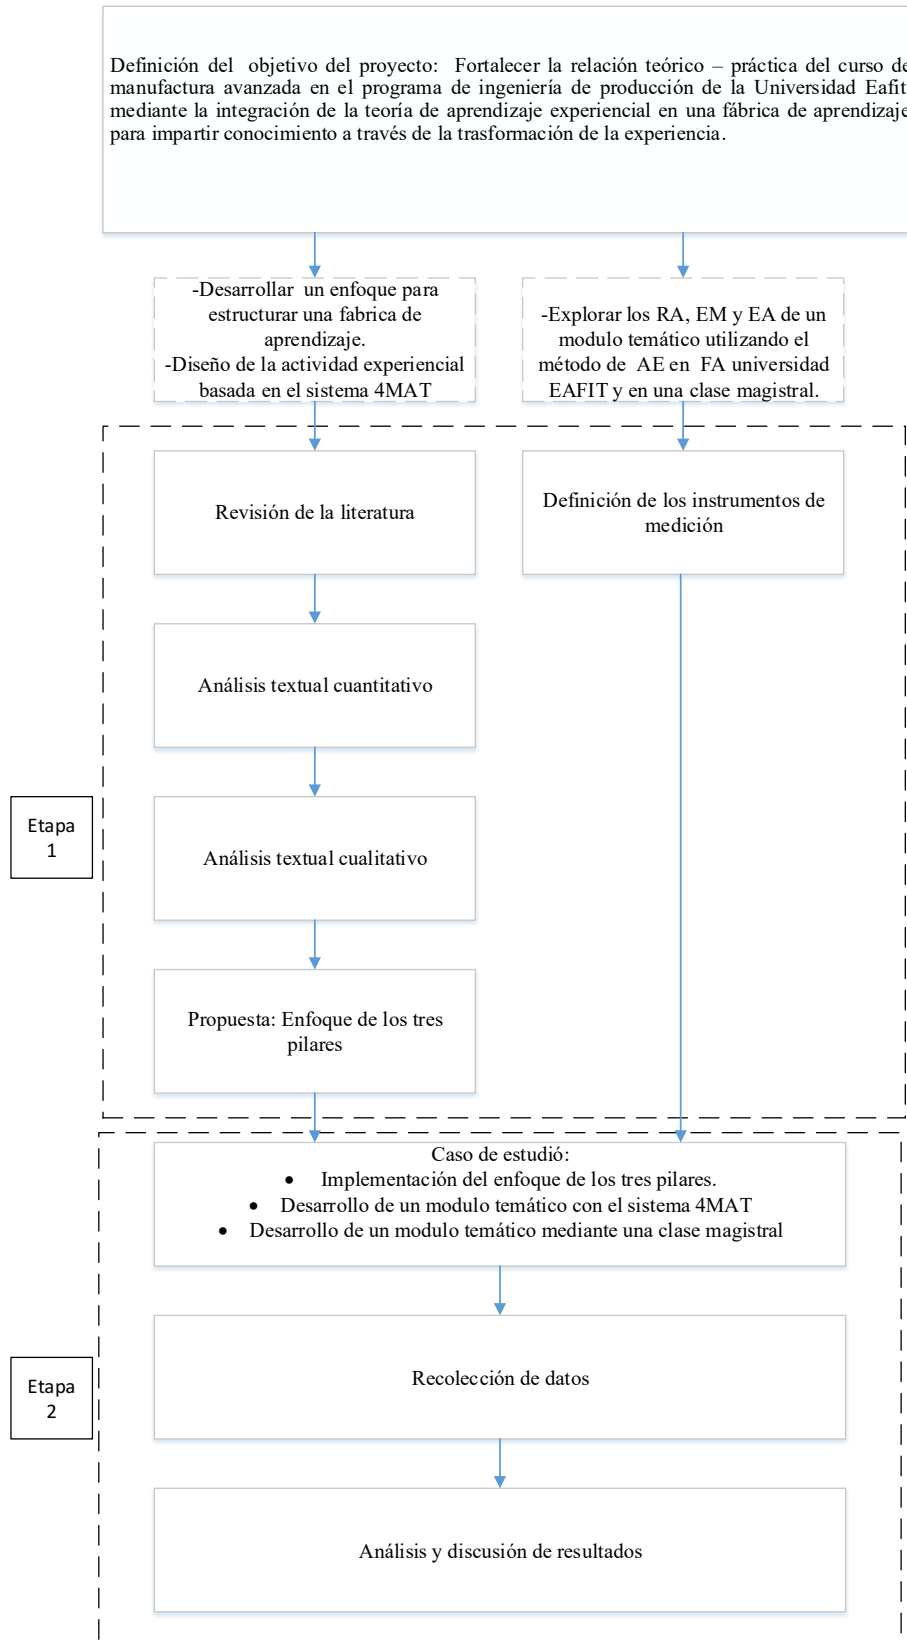 Definición del objetivo del proyecto: Fortalecer la relación teórico – práctica del curso de
manufactura avanzada en el programa de ingeniería de producción de la Universidad Eafit
mediante la integración de la teoría de aprendizaje experiencial en una fábrica de aprendizaje
para impartir conocimiento a través de la trasformación de la experiencia.
-Desarrollar un enfoque para
estructurar una fabrica de
aprendizaje.
-Diseño de la actividad experiencial
basada en el sistema 4MAT
-Explorar los RA, EM y EA de un
modulo temático utilizando el
método de AE en FA universidad
EAFIT y en una clase magistral.
Etapa
1
Revisión de la literatura
Definición de los instrumentos de
medición
Análisis textual cuantitativo
Análisis textual cualitativo
Propuesta: Enfoque de los tres
pilares
Etapa
2
Caso de estudió:
• Implementación del enfoque de los tres pilares.
• Desarrollo de un modulo temático con el sistema 4MAT
• Desarrollo de un modulo temático mediante una clase magistral
Recolección de datos
Análisis y discusión de resultados